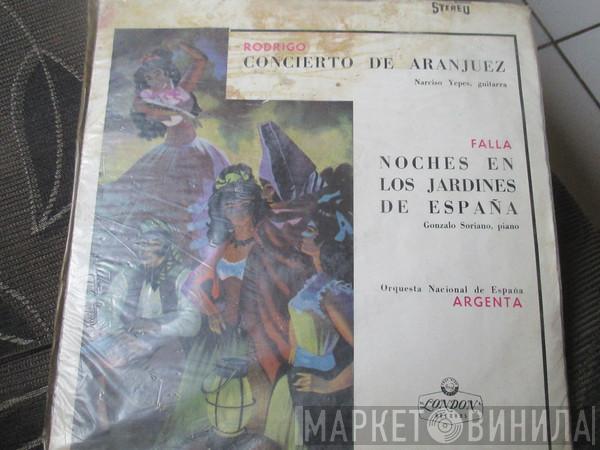 STEREO
RODRIGO
CONCIERTO DE ARANJUEZ
Narciso Yepes, guitarra
FALLA
NOCHES EN
LOS JARDINES
DE ESPAÑA
Gonzalo Soriano, piano
Orquesta Nacional de España
ARGENTA
LONDON
RECORDS
МАРКЕТ ВИНИЛА